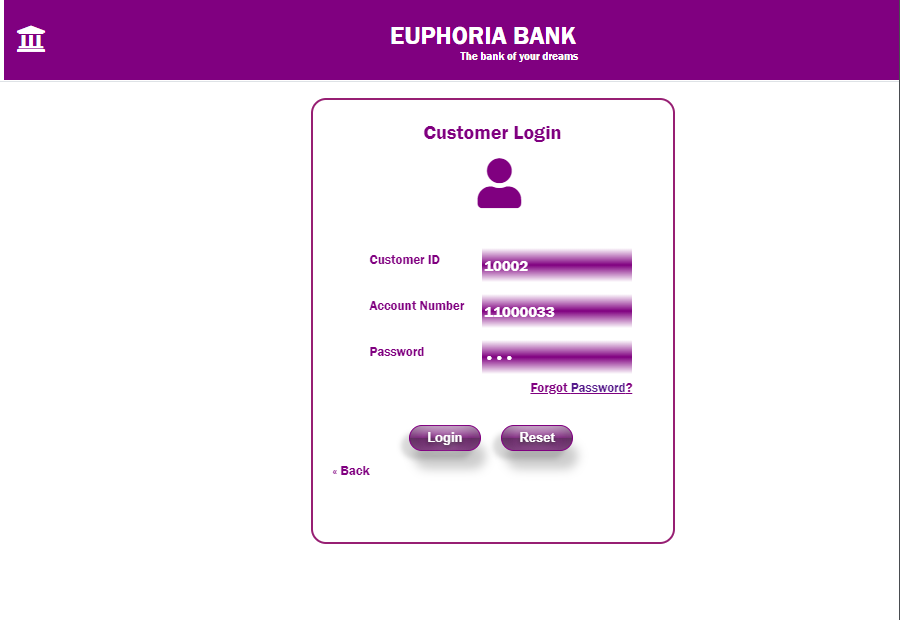 EUPHORIA BANK
The bank of your dreams
Customer Login
Customer ID 10002
Account Number 11000033
Password •••
Forgot Password?
Login Reset
« Back